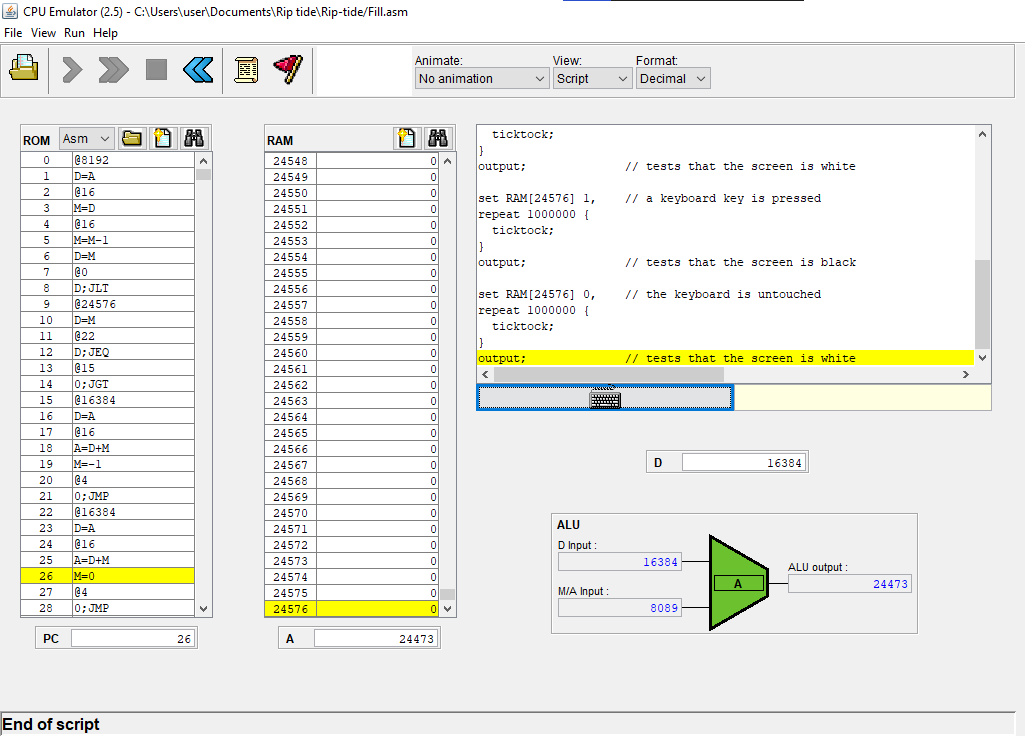 CPU Emulator (2.5) - C:\Users\user\Documents\Rip tide\Rip-tide/Fill.asm
File View Run Help
Animate: View: Format:
No animation Script Decimal
ROM Asm
0 @8192
1 D=A
2 @16
3 M=D
4 @16
5 M=M-1
6 D=M
7 @0
8 D;JLT
9 @24576
10 D=M
11 @22
12 D;JEQ
13 @15
14 0;JGT
15 @16384
16 D=A
17 @16
18 A=D+M
19 M=-1
20 @4
21 0;JMP
22 @16384
23 D=A
24 @16
25 A=D+M
26 M=0
27 @4
28 0;JMP
PC 26
RAM
24548 0
24549 0
24550 0
24551 0
24552 0
24553 0
24554 0
24555 0
24556 0
24557 0
24558 0
24559 0
24560 0
24561 0
24562 0
24563 0
24564 0
24565 0
24566 0
24567 0
24568 0
24569 0
24570 0
24571 0
24572 0
24573 0
24574 0
24575 0
24576 0
A 24473
ticktock;
}
output; // tests that the screen is white
set RAM[24576] 1, // a keyboard key is pressed
repeat 1000000 {
ticktock;
}
output; // tests that the screen is black
set RAM[24576] 0, // the keyboard is untouched
repeat 1000000 {
ticktock;
}
output; // tests that the screen is white
D 16384
ALU
D Input :
16384
M/A Input :
8089
A
ALU output :
24473
End of script